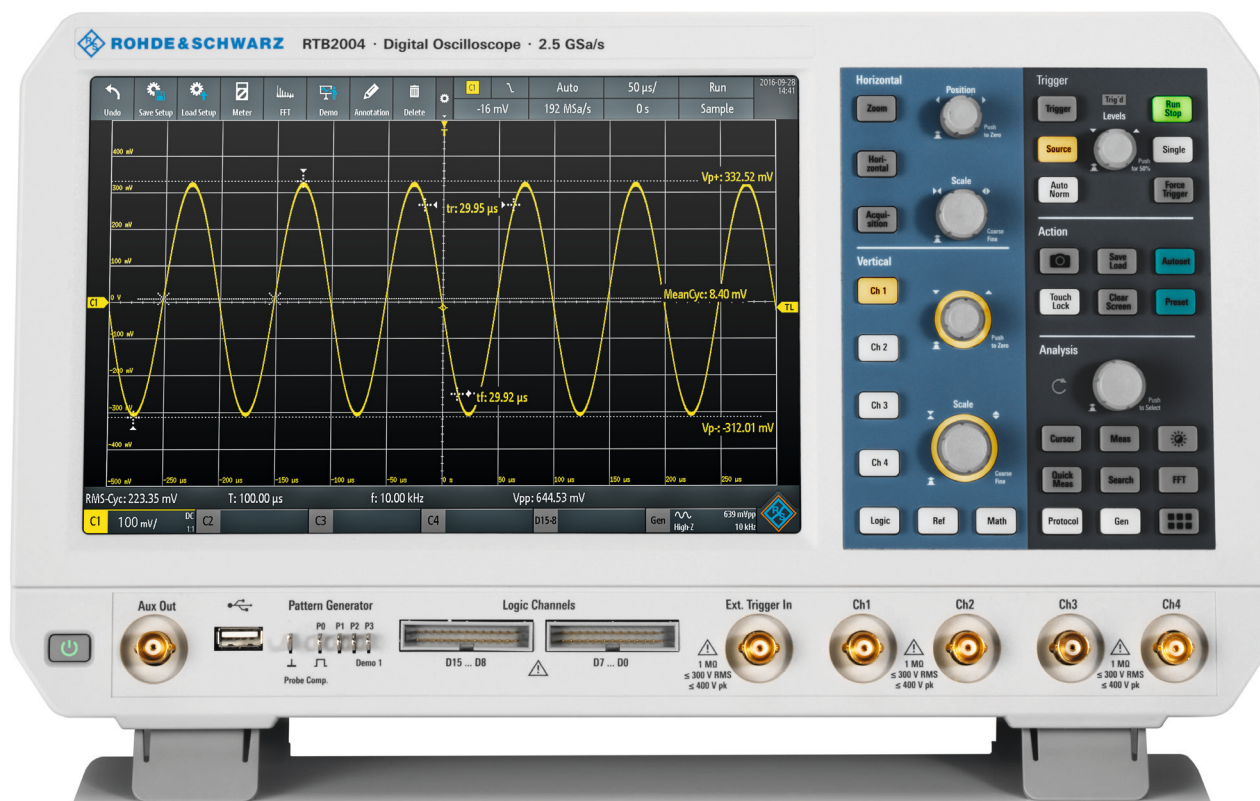 ROHDE & SCHWARZ RTB2004 · Digital Oscilloscope · 2.5 GSa/s
Undo Save Setup Load Setup Meter FFT Demo Annotation Delete
C1 Auto 50 µs/ Run 2016-09-28
-16 mV 192 MSa/s 0 s Sample 14:41
T
400 mV
Vp+: 332.52 mV
300 mV
tr: 29.95 µs
200 mV
100 mV
MeanCyc: 8.40 mV
C1 0 V TL
-100 mV
-200 mV
tf: 29.92 µs
-300 mV
Vp-: -312.01 mV
-400 mV
-500 mV -250 µs -200 µs -150 µs -100 µs -50 µs 0 s 50 µs 100 µs 150 µs 200 µs 250 µs
RMS-Cyc: 223.35 mV T: 100.00 µs f: 10.00 kHz Vpp: 644.53 mV
C1 100 mV/ DC 1:1 C2 C3 C4 D15-8 Gen High-Z 639 mVpp 10 kHz
R&S
Horizontal
Zoom
Position
Push to Zero
Hori-
zontal
Scale
Acqui-
sition
Coarse
Fine
Vertical
Ch 1
Push to Zero
Ch 2
Ch 3
Scale
Ch 4
Coarse
Fine
Logic Ref Math
Trigger
Trigger
Trig'd
Levels
Run
Stop
Source
Push for 50%
Single
Auto
Norm
Force
Trigger
Action
Save
Load
Autoset
Touch
Lock
Clear
Screen
Preset
Analysis
Push to Select
Cursor Meas
Quick
Meas
Search FFT
Protocol Gen
Aux Out
Pattern Generator
P0 P1 P2 P3
Demo 1
Probe Comp.
Logic Channels
D15 ... D8
D7 ... D0
Ext. Trigger In
Ch1 Ch2 Ch3 Ch4
1 MΩ
≤ 300 V RMS
≤ 400 V pk
1 MΩ
≤ 300 V RMS
≤ 400 V pk
1 MΩ
≤ 300 V RMS
≤ 400 V pk